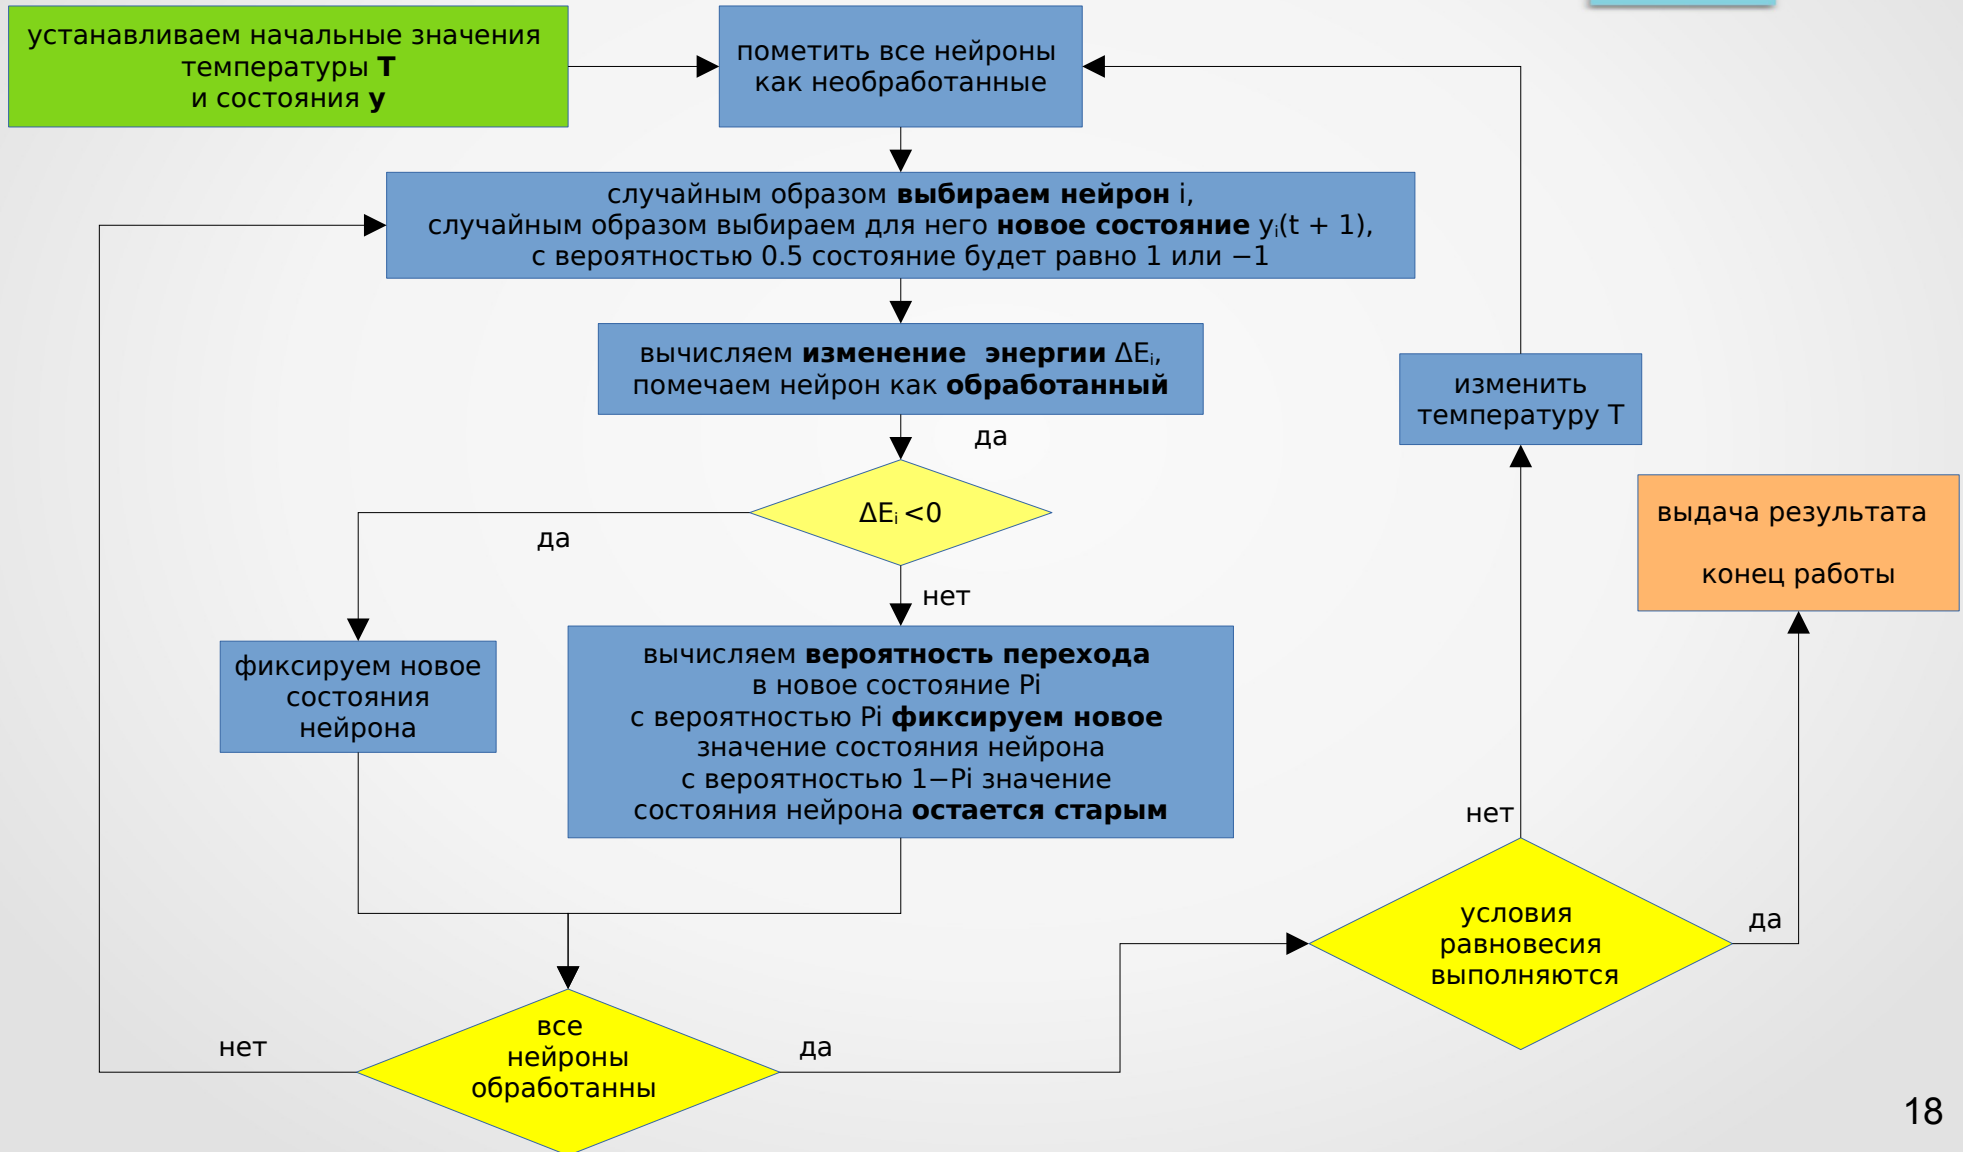 устанавливаем начальные значения
температуры T
и состояния y
пометить все нейроны
как необработанные
случайным образом выбираем нейрон i,
случайным образом выбираем для него новое состояние yᵢ(t + 1),
с вероятностью 0.5 состояние будет равно 1 или −1
вычисляем изменение  энергии ΔEᵢ,
помечаем нейрон как обработанный
да
ΔEᵢ <0
да
нет
фиксируем новое
состояния
нейрона
вычисляем вероятность перехода
в новое состояние Pi
с вероятностью Pi фиксируем новое
значение состояния нейрона
с вероятностью 1−Pi значение
состояния нейрона остается старым
все
нейроны
обработанны
нет
да
условия
равновесия
выполняются
нет
да
изменить
температуру T
выдача результата
конец работы
18